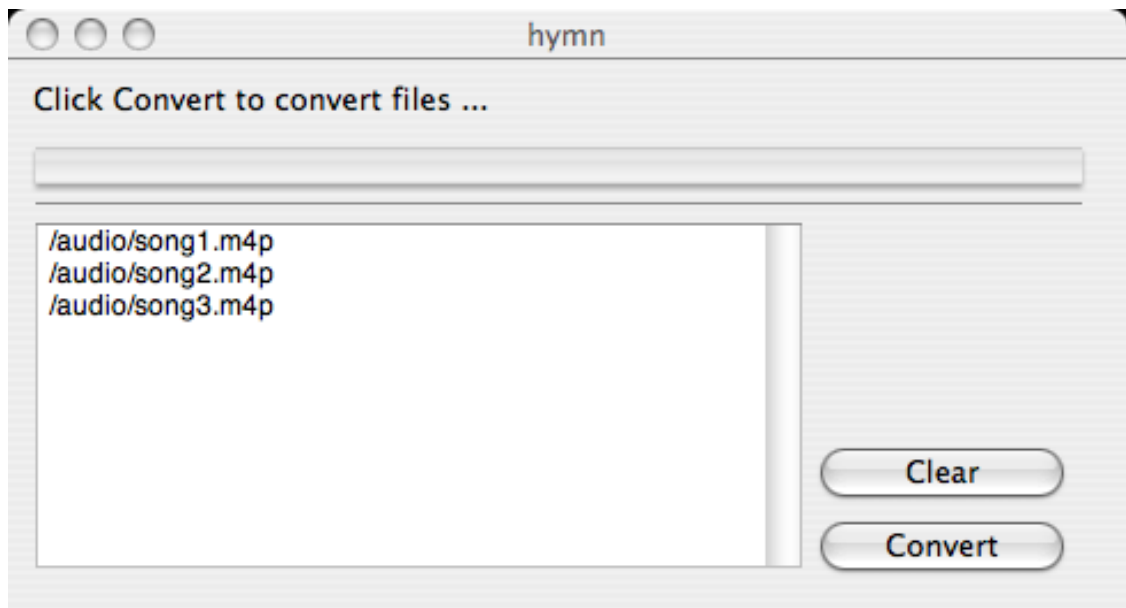 hymn
Click Convert to convert files ...
/audio/song1.m4p
/audio/song2.m4p
/audio/song3.m4p
Clear
Convert